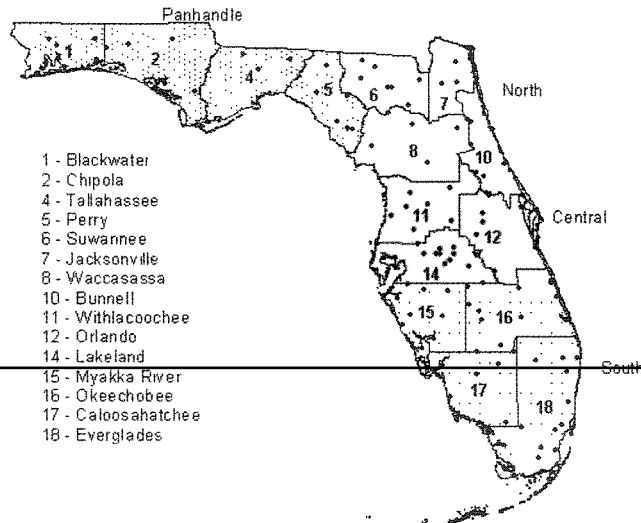 Panhandle
1
2
4
5
6
7
North
8
10
1 - Blackwater
2 - Chipola
4 - Tallahassee
5 - Perry
6 - Suwannee
7 - Jacksonville
8 - Waccasassa
10 - Bunnell
11 - Withlacoochee
12 - Orlando
14 - Lakeland
15 - Myakka River
16 - Okeechobee
17 - Caloosahatchee
18 - Everglades
11
Central
12
14
15
16
South
17
18